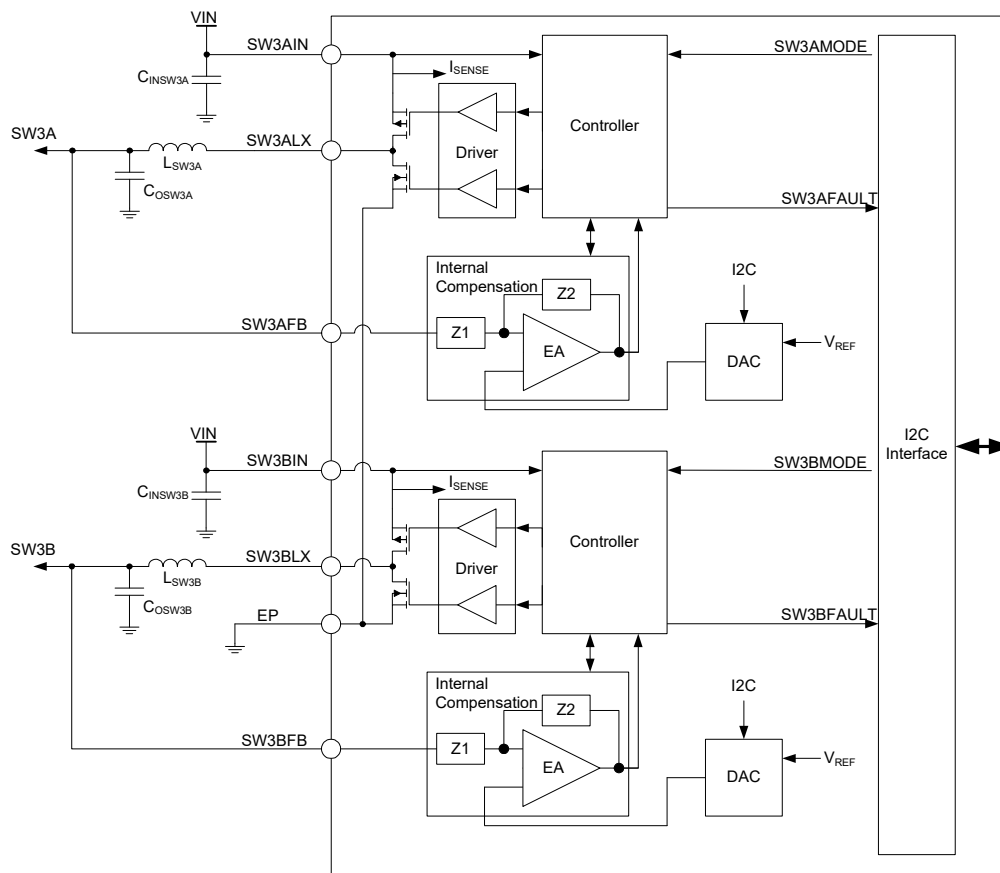 VIN
SW3AIN
CINSW3A
ISENSE
SW3AMODE
Controller
SW3A
SW3ALX
LSW3A
COSW3A
Driver
SW3AFAULT
Internal
Compensation
Z2
I2C
SW3AFB
Z1
EA
DAC
VREF
VIN
SW3BIN
CINSW3B
ISENSE
SW3BMODE
I2C
Interface
Controller
SW3B
SW3BLX
LSW3B
COSW3B
Driver
EP
SW3BFAULT
Internal
Compensation
Z2
I2C
SW3BFB
Z1
EA
DAC
VREF